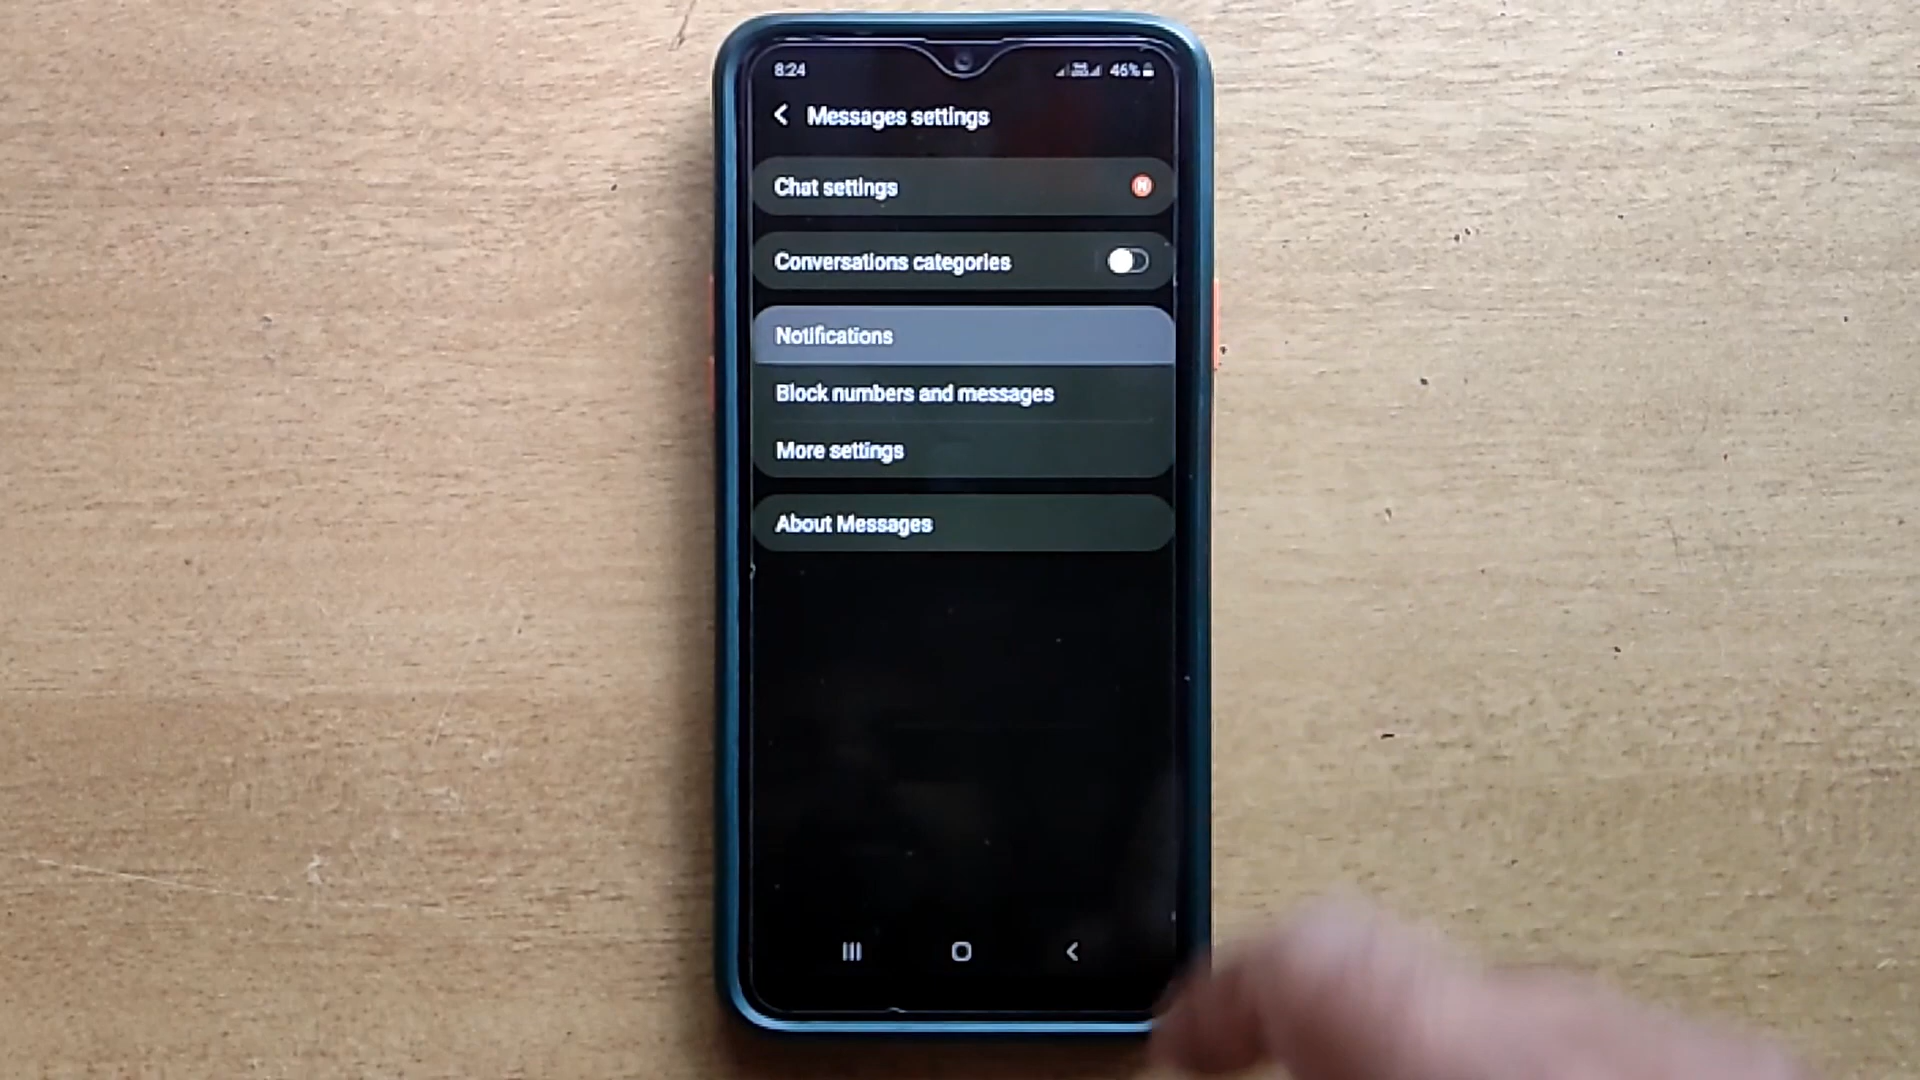 8:24
46%
Messages settings
Chat settings
N
Conversations categories
Notifications
Block numbers and messages
More settings
About Messages